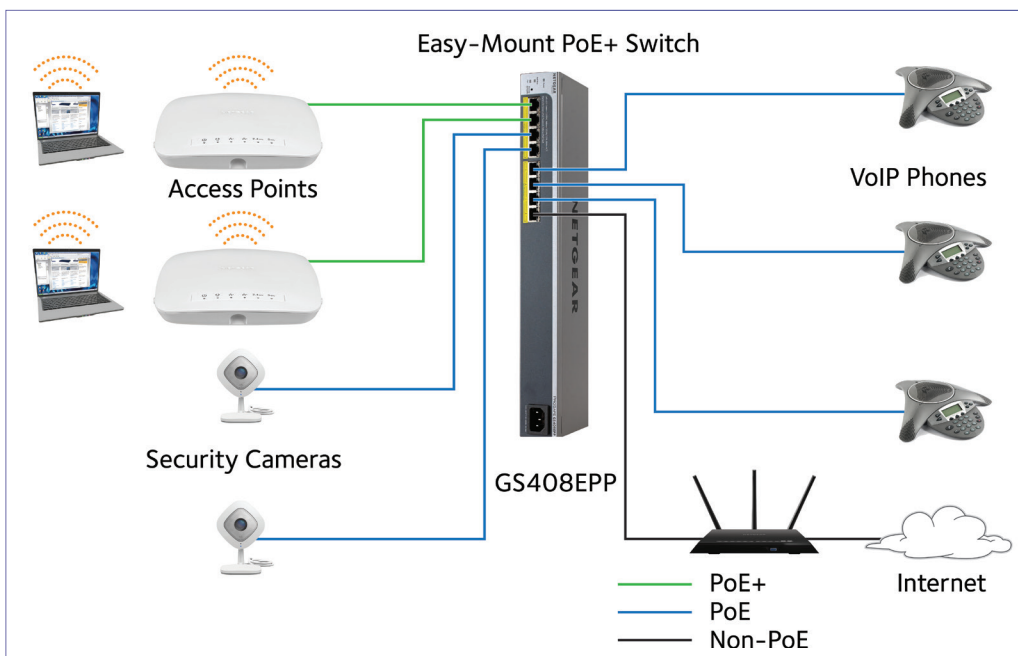 Easy-Mount PoE+ Switch
Access Points
VoIP Phones
NETGEAR
Security Cameras
GS408EPP
Internet
PoE+
PoE
Non-PoE